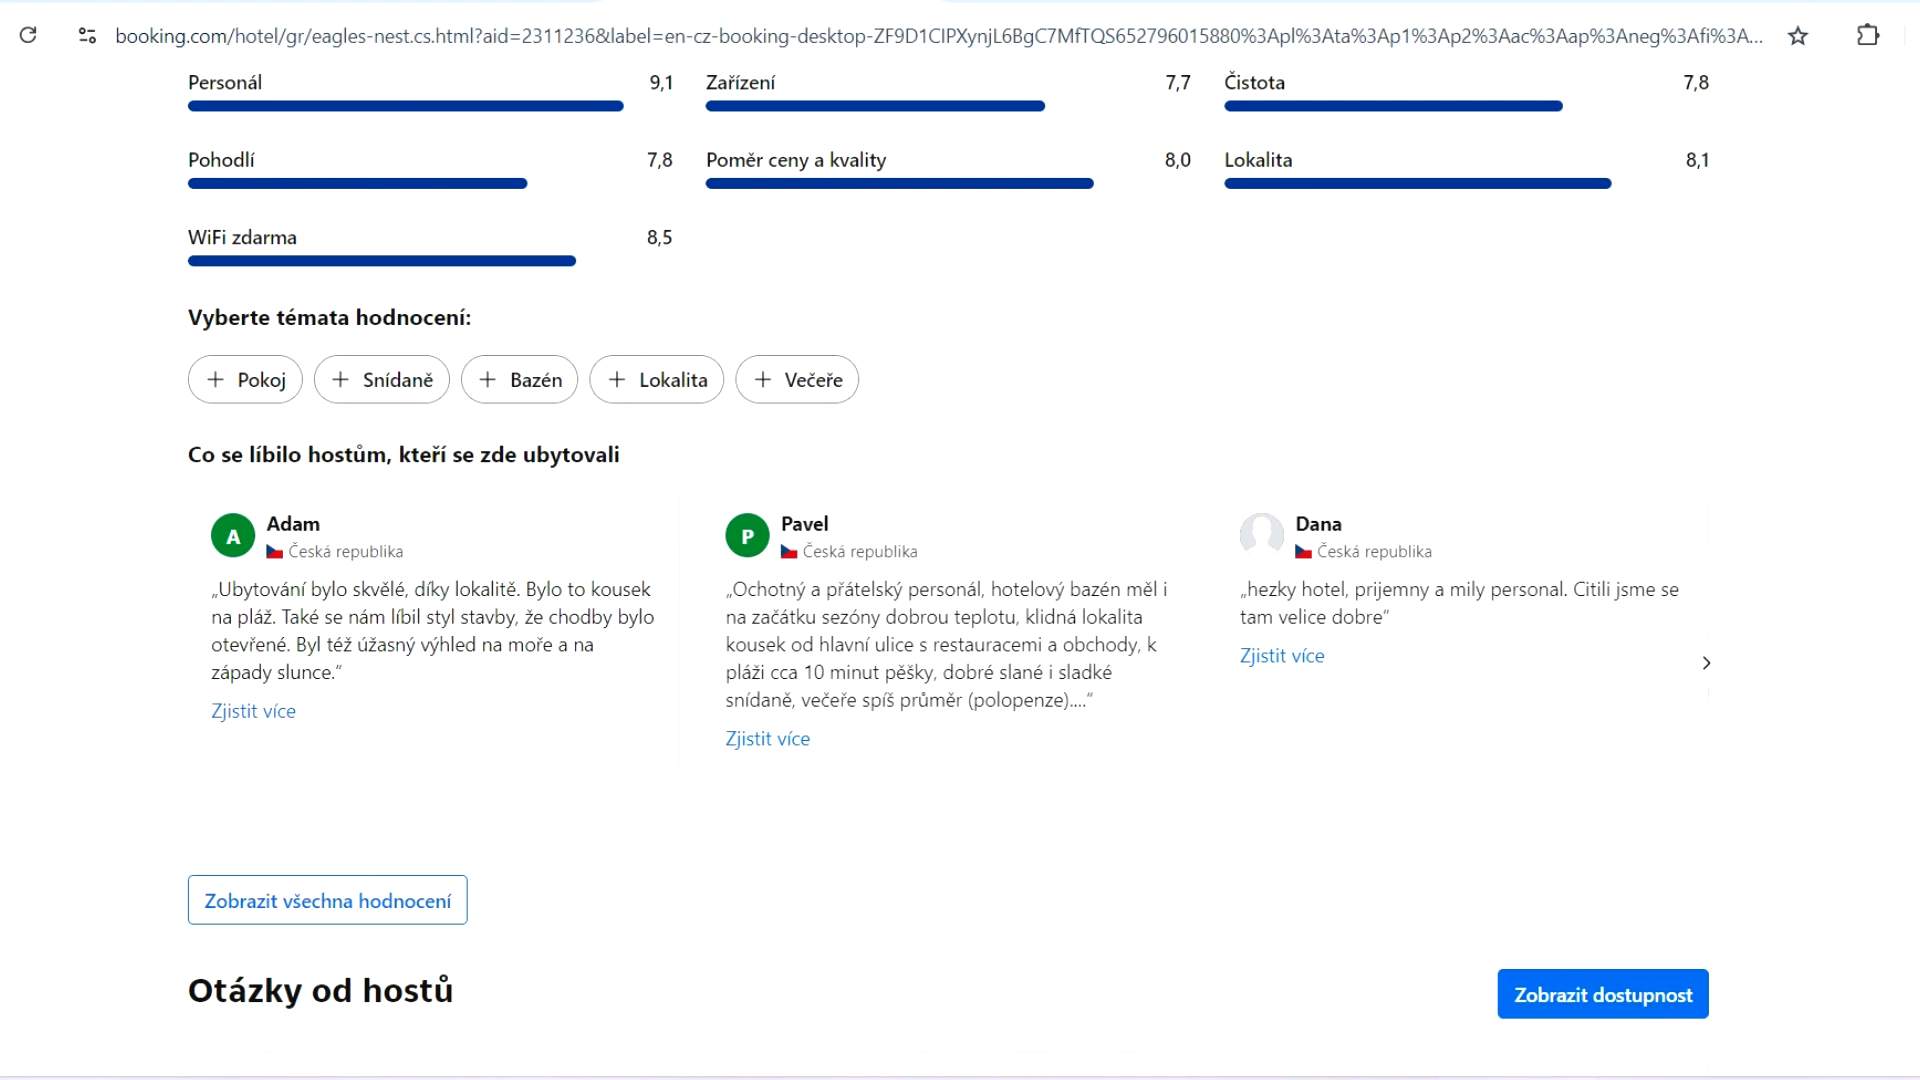 booking.com/hotel/gr/eagles-nest.cs.html?aid=2311236&label=en-cz-booking-desktop-ZF9D1CIPXynjL6BgC7MfTQS652796015880%3Apl%3Ata%3Ap1%3Ap2%3Aac%3Aap%3Aneg%3Afi%3A...
Personál 9,1
Zařízení 7,7
Čistota 7,8
Pohodlí 7,8
Poměr ceny a kvality 8,0
Lokalita 8,1
WiFi zdarma 8,5
Vyberte témata hodnocení:
+ Pokoj
+ Snídaně
+ Bazén
+ Lokalita
+ Večeře
Co se líbilo hostům, kteří se zde ubytovali
A
Adam
Česká republika
„Ubytování bylo skvělé, díky lokalitě. Bylo to kousek
na pláž. Také se nám líbil styl stavby, že chodby bylo
otevřené. Byl též úžasný výhled na moře a na
západy slunce.“
Zjistit více
P
Pavel
Česká republika
„Ochotný a přátelský personál, hotelový bazén měl i
na začátku sezóny dobrou teplotu, klidná lokalita
kousek od hlavní ulice s restauracemi a obchody, k
pláži cca 10 minut pěšky, dobré slané i sladké
snídaně, večeře spíš průměr (polopenze)....“
Zjistit více
Dana
Česká republika
„hezky hotel, prijemny a mily personal. Citili jsme se
tam velice dobre“
Zjistit více
Zobrazit všechna hodnocení
Otázky od hostů
Zobrazit dostupnost